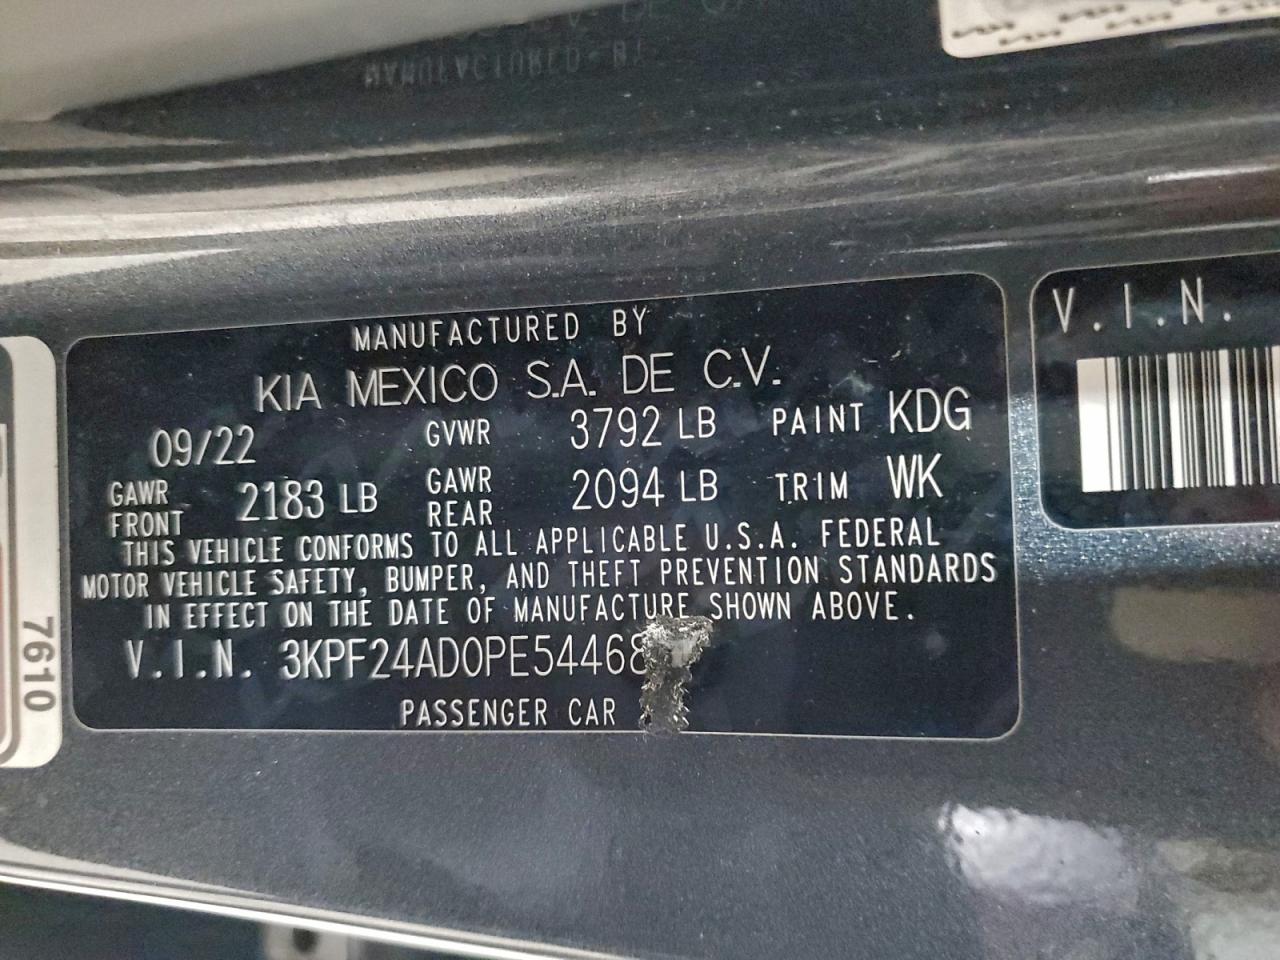 MANUFACTURED BY
KIA MEXICO S.A. DE C.V.
09/22 GVWR 3792 LB PAINT KDG
GAWR FRONT 2183 LB GAWR REAR 2094 LB TRIM WK
THIS VEHICLE CONFORMS TO ALL APPLICABLE U.S.A. FEDERAL
MOTOR VEHICLE SAFETY, BUMPER, AND THEFT PREVENTION STANDARDS
IN EFFECT ON THE DATE OF MANUFACTURE SHOWN ABOVE.
V.I.N. 3KPF24AD0PE54468
PASSENGER CAR
V.I.N.
7610